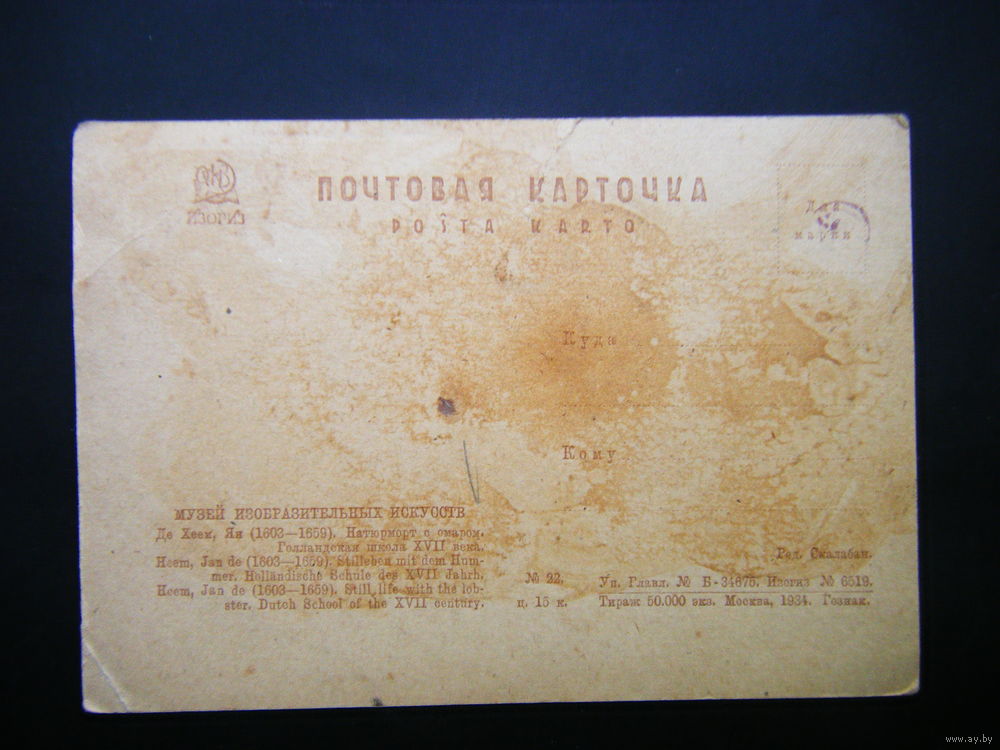 ИЗОГИЗ
ПОЧТОВАЯ КАРТОЧКА
POŜTA KARTO
Для
марки
Куда
Кому
МУЗЕЙ ИЗОБРАЗИТЕЛЬНЫХ ИСКУССТВ
Де Хеем, Ян (1603—1659). Натюрморт с омаром.
Голландская школа XVII века.
Heem, Jan de (1603—1659). Stilleben mit dem Hum-
mer. Holländische Schule des XVII Jahrh.
Heem, Jan de (1603—1659). Still life with the lob-
ster. Dutch School of the XVII century.
№ 22.
ц. 15 к.
Ред. Скалабан.
Уп. Главл. № Б-34675. Изогиз № 6519.
Тираж 50.000 экз. Москва, 1934. Гознак.
www.ay.by